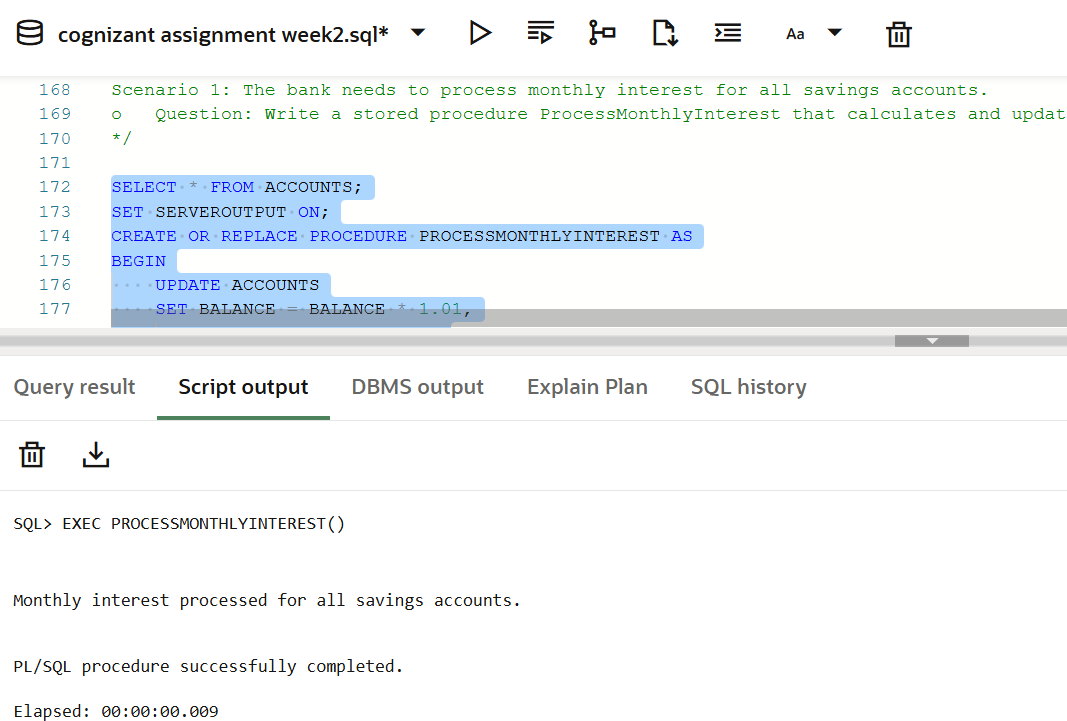 cognizant assignment week2.sql*
Aa
168 Scenario 1: The bank needs to process monthly interest for all savings accounts.
169 o   Question: Write a stored procedure ProcessMonthlyInterest that calculates and updat
170 */
171
172 SELECT * FROM ACCOUNTS;
173 SET SERVEROUTPUT ON;
174 CREATE OR REPLACE PROCEDURE PROCESSMONTHLYINTEREST AS
175 BEGIN
176     UPDATE ACCOUNTS
177     SET BALANCE = BALANCE * 1.01,
Query result Script output DBMS output Explain Plan SQL history
SQL> EXEC PROCESSMONTHLYINTEREST()
Monthly interest processed for all savings accounts.
PL/SQL procedure successfully completed.
Elapsed: 00:00:00.009